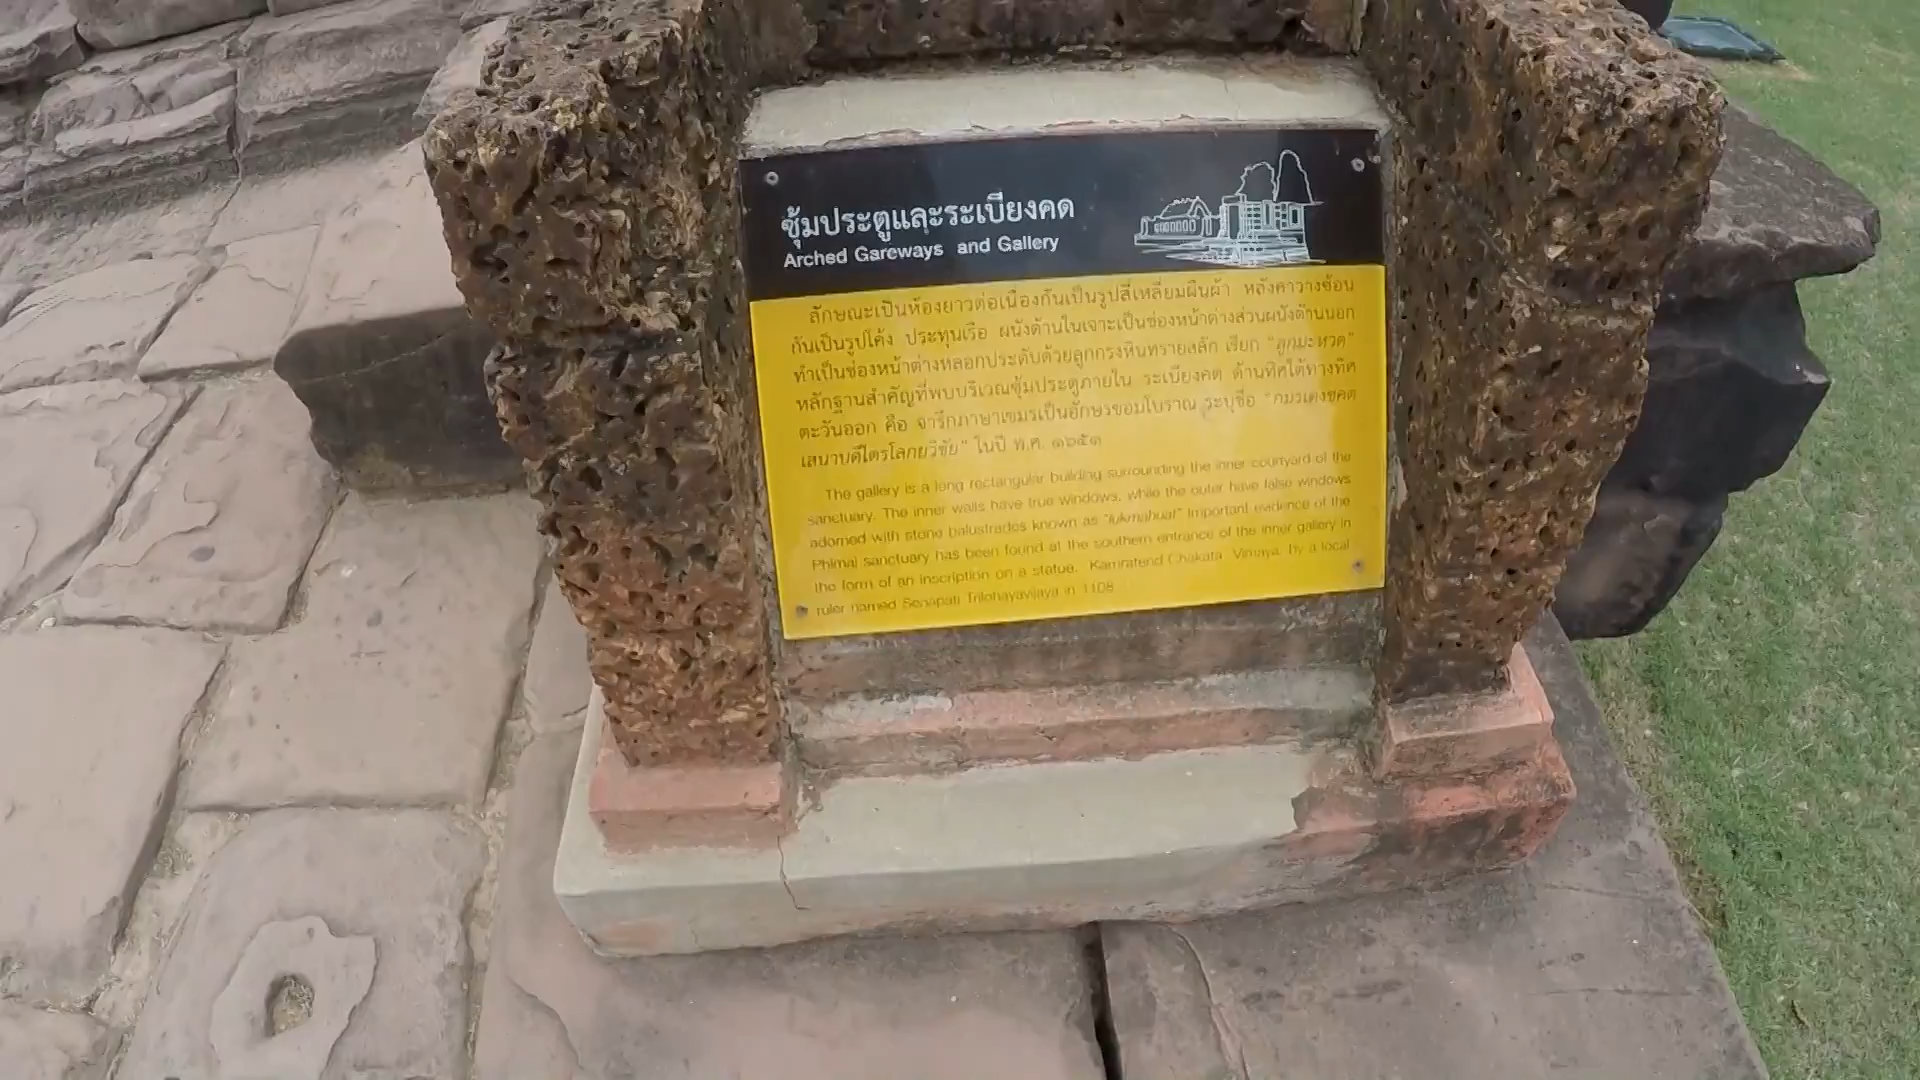 ซุ้มประตูและระเบียงคด
Arched Gareways and Gallery
ลักษณะเป็นห้องยาวต่อเนื่องกันเป็นรูปสี่เหลี่ยมผืนผ้า หลังคาวางซ้อน
กันเป็นรูปโค้ง ประทุนเรือ ผนังด้านในเจาะเป็นช่องหน้าต่างส่วนผนังด้านนอก
ทำเป็นช่องหน้าต่างหลอกประดับด้วยลูกกรงหินทรายสลัก เรียก "ลูกมะหวด"
หลักฐานสำคัญที่พบบริเวณซุ้มประตูภายใน ระเบียงคต ด้านทิศใต้ทางทิศ
ตะวันออก คือ จารึกภาษาเขมรเป็นอักษรขอมโบราณ ระบุชื่อ "กมรเตงชคต
เสนาบดีไตรโลกยวิชัย" ในปี พ.ศ. ๑๖๕๑
The gallery is a long rectangular building surrounding the inner courtyard of the
sanctuary. The inner walls have true windows, while the outer have false windows
adorned with stone balustrades known as "lukmahuat" Important evidence of the
Phimai sanctuary has been found at the southern entrance of the inner gallery in
the form of an inscription on a statue. Kamratend Chakata Vimaya, by a local
ruler named Senapati Trilohayavijaya in 1108.